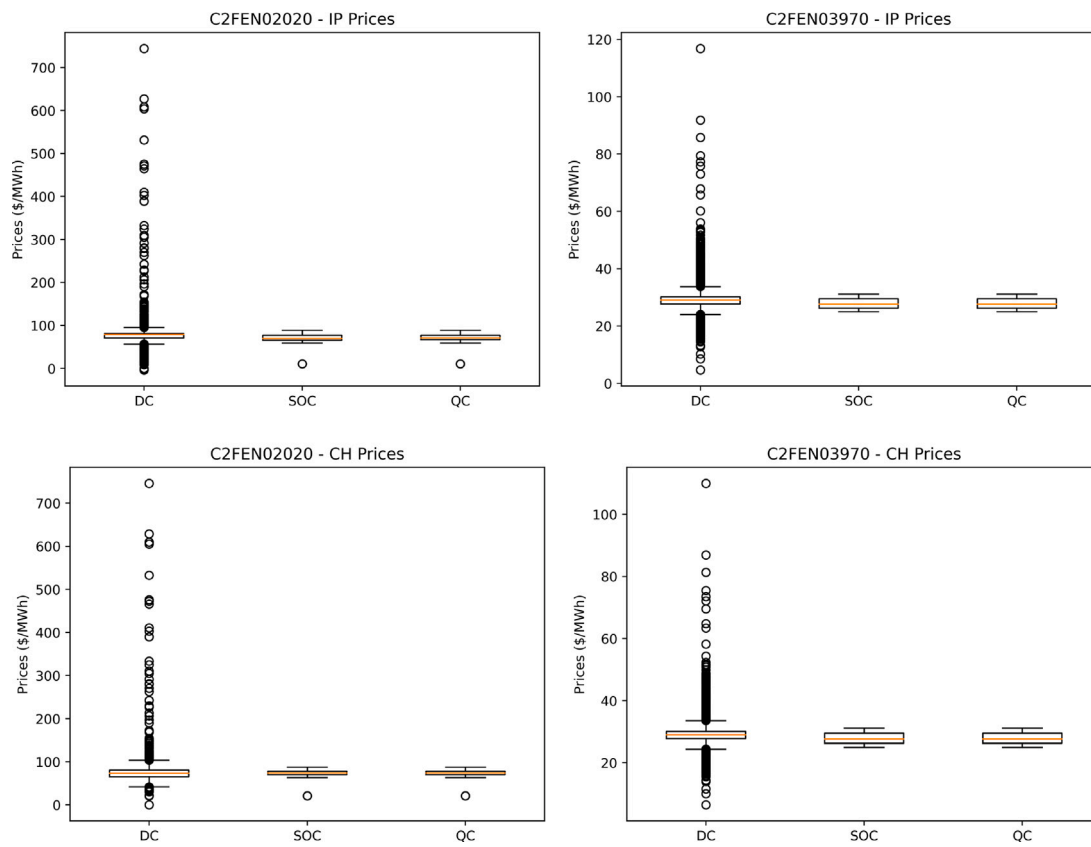 C2FEN02020 - IP Prices
Prices ($/MWh)
700
600
500
400
300
200
100
0
DC SOC QC
C2FEN03970 - IP Prices
Prices ($/MWh)
120
100
80
60
40
20
0
DC SOC QC
C2FEN02020 - CH Prices
Prices ($/MWh)
700
600
500
400
300
200
100
0
DC SOC QC
C2FEN03970 - CH Prices
Prices ($/MWh)
100
80
60
40
20
DC SOC QC